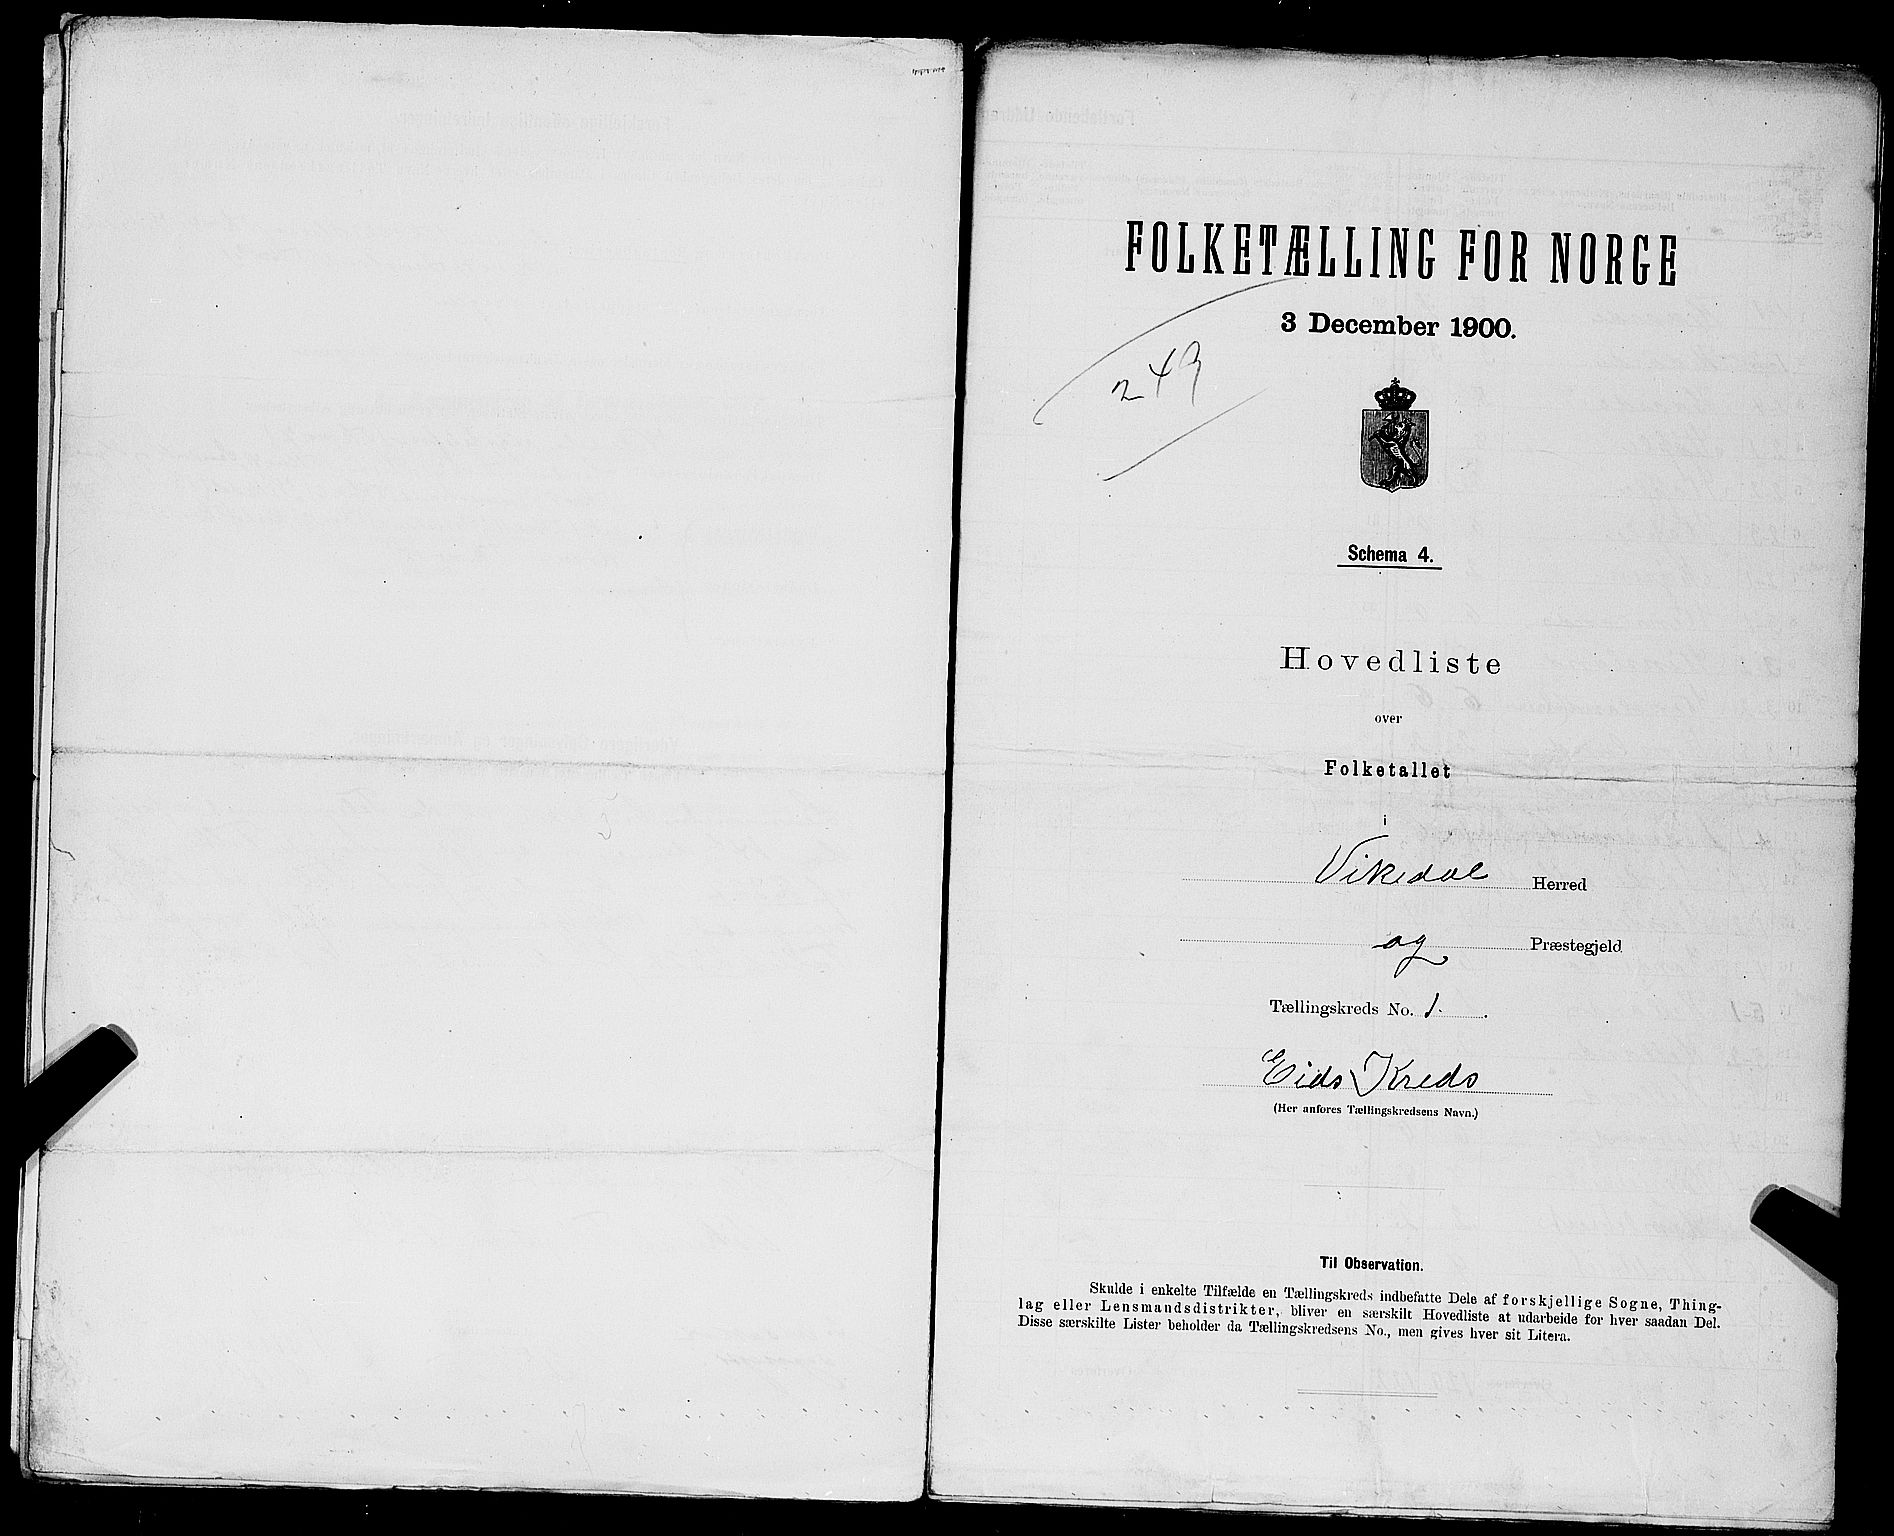 FOLKETÆLLING FOR NORGE
3 December 1900.
249
Schema 4.
Hovedliste
over
Folketallet
i
Vikedal Herred
og Præstegjeld
Tællingskreds No. 1.
Eids Kreds
(Her anføres Tællingskredsens Navn.)
Til Observation.
Skulde i enkelte Tilfælde en Tællingskreds indbefatte Dele af forskjellige Sogne, Thing-
lag eller Lensmandsdistrikter, bliver en særskilt Hovedliste at udarbeide for hver saadan Del.
Disse særskilte Lister beholder da Tællingskredsens No., men gives hver sit Litera.